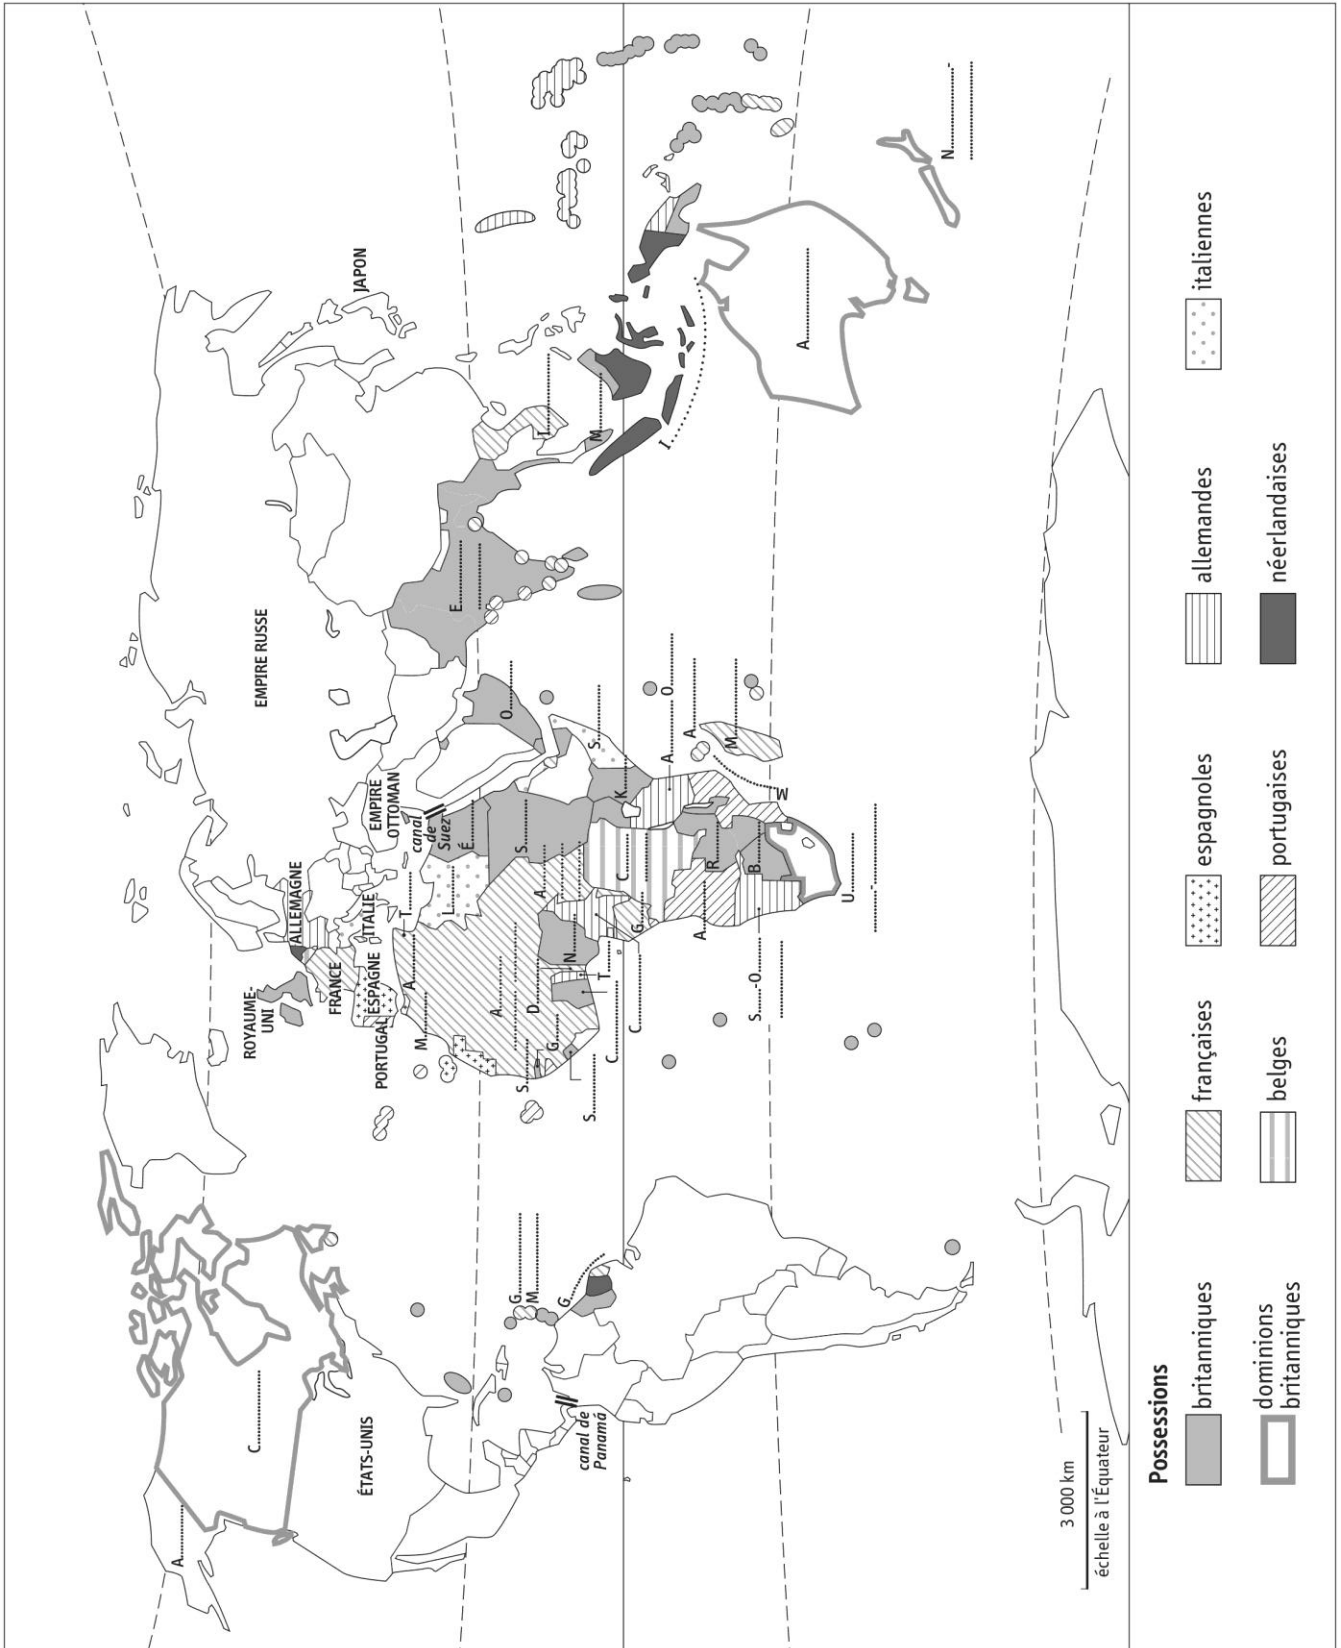 A..........
C..........
ROYAUME-
UNI
EMPIRE RUSSE
ALLEMAGNE
FRANCE
JAPON
ÉTATS-UNIS
ITALIE
ESPAGNE
PORTUGAL
EMPIRE
OTTOMAN
canal
de
Suez
T..........
A..........
M..........
L..........
É..........
E..........
..........
A..........
..........
O..........
G..........
S..........
S..........
M..........
D..........
A..........
..........
..........
I..........
G..........
G..........
N..........
canal de
Panamá
S..........
T..........
S..........
M..........
C..........
K..........
C..........
G..........
C..........
..........
I..........
A..........O..........
A..........
A..........
R..........
M..........
S..........-O..........
..........
B..........
M..........
A..........
U..........
..........-..........
N..........-
..........
3 000 km
échelle à l'Équateur
Possessions
britanniques
françaises
espagnoles
allemandes
italiennes
dominions
britanniques
belges
portugaises
néerlandaises